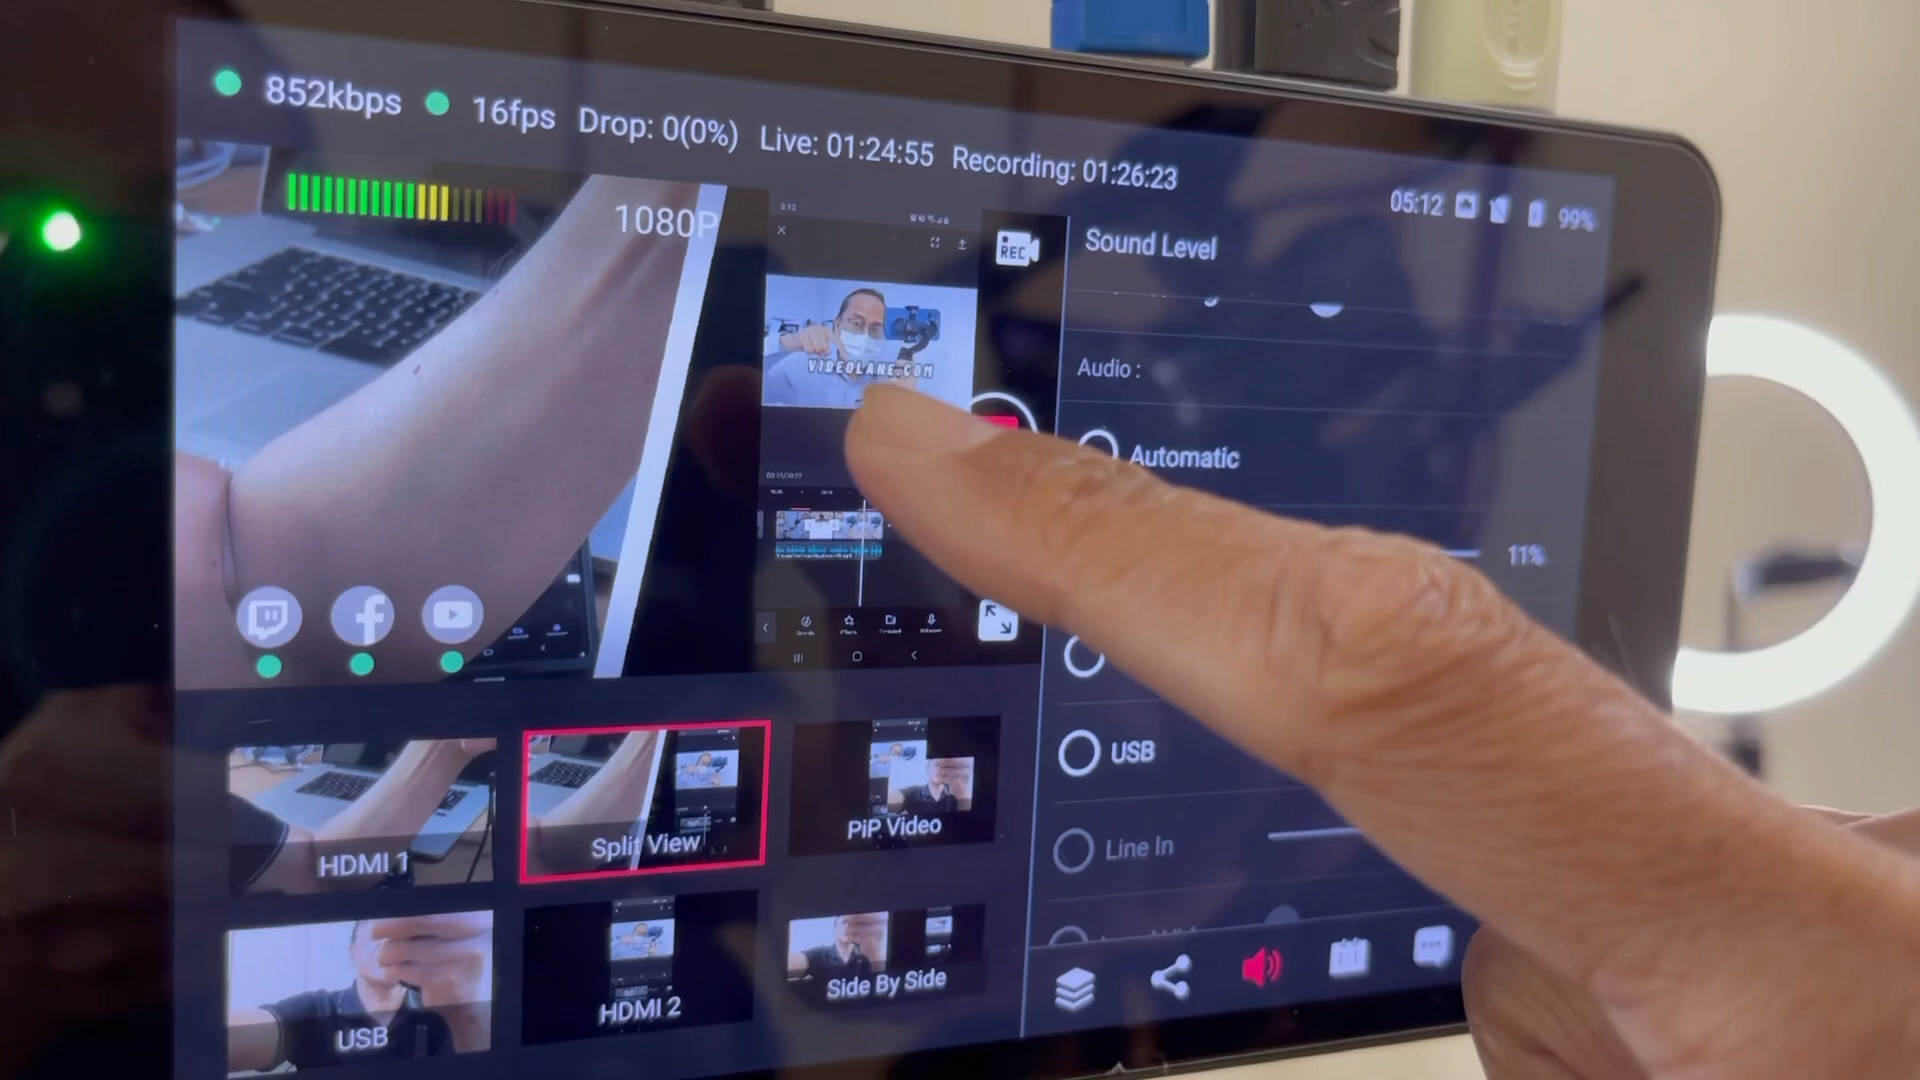 852kbps 16fps Drop: 0(0%) Live: 01:24:55 Recording: 01:26:23
05:12 99%
1080P
5:12
REC
VIDEOLANE.COM
Sound Level
Audio :
Automatic
11%
USB
Line In
HDMI 1
Split View
PiP Video
USB
HDMI 2
Side By Side